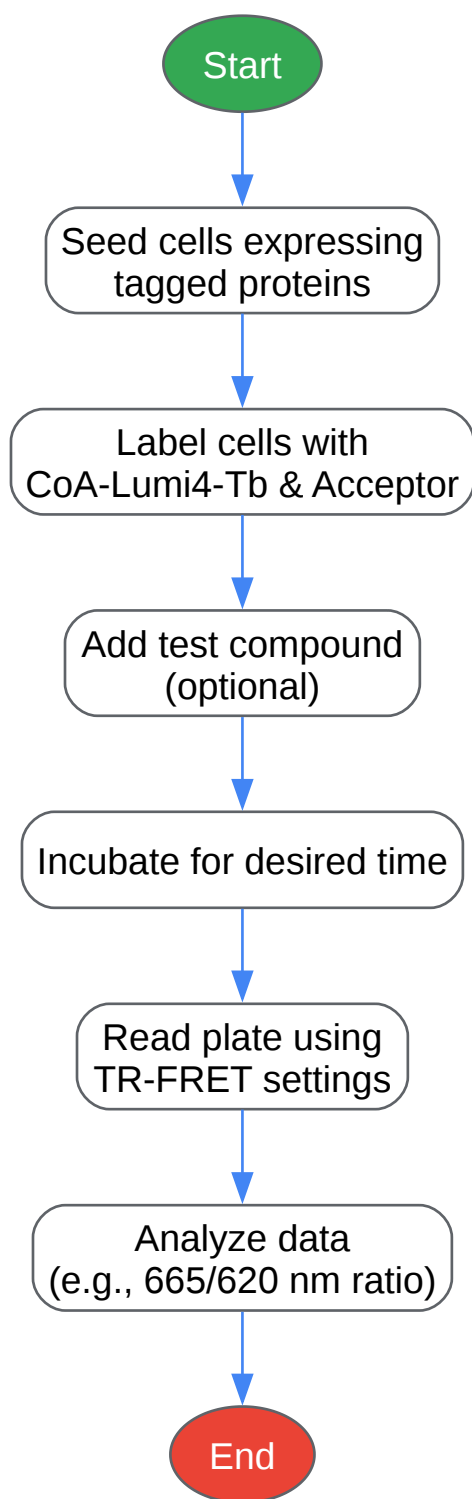 Start
Seed cells expressing
tagged proteins
Label cells with
CoA-Lumi4-Tb & Acceptor
Add test compound
(optional)
Incubate for desired time
Read plate using
TR-FRET settings
Analyze data
(e.g., 665/620 nm ratio)
End